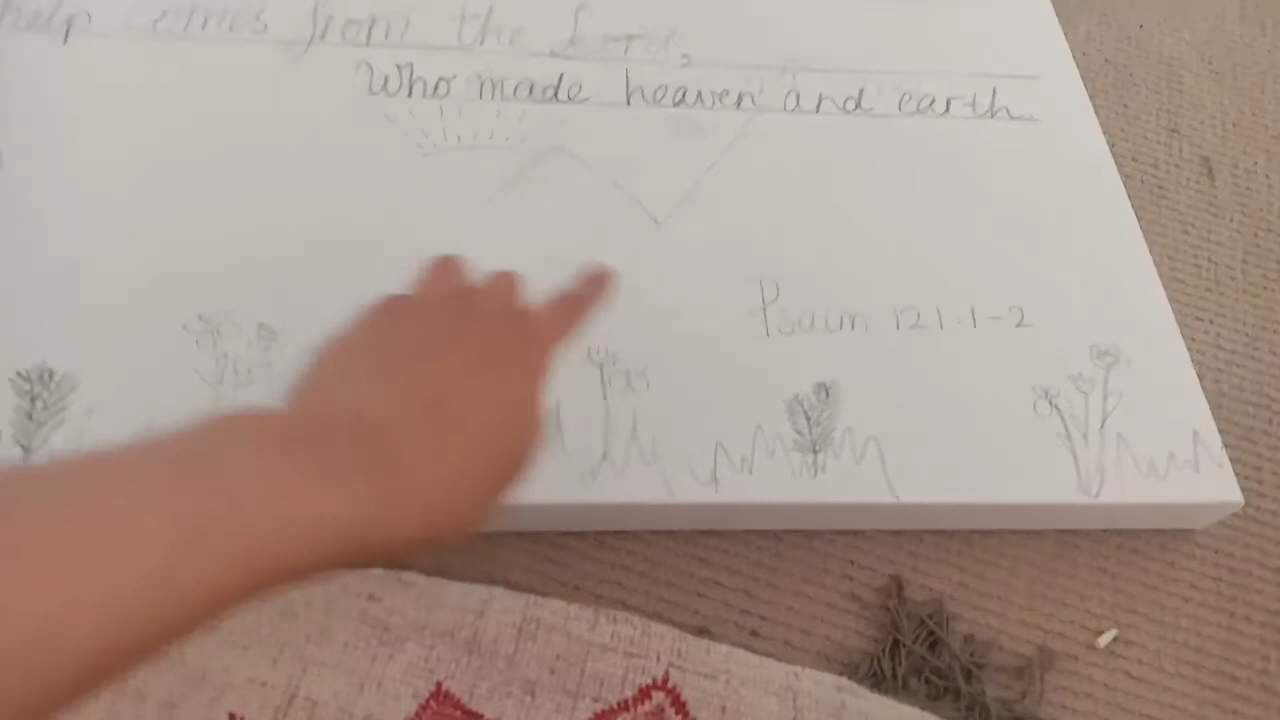 help comes from the Lord,
Who made heaven and earth.
Psalm 121:1-2